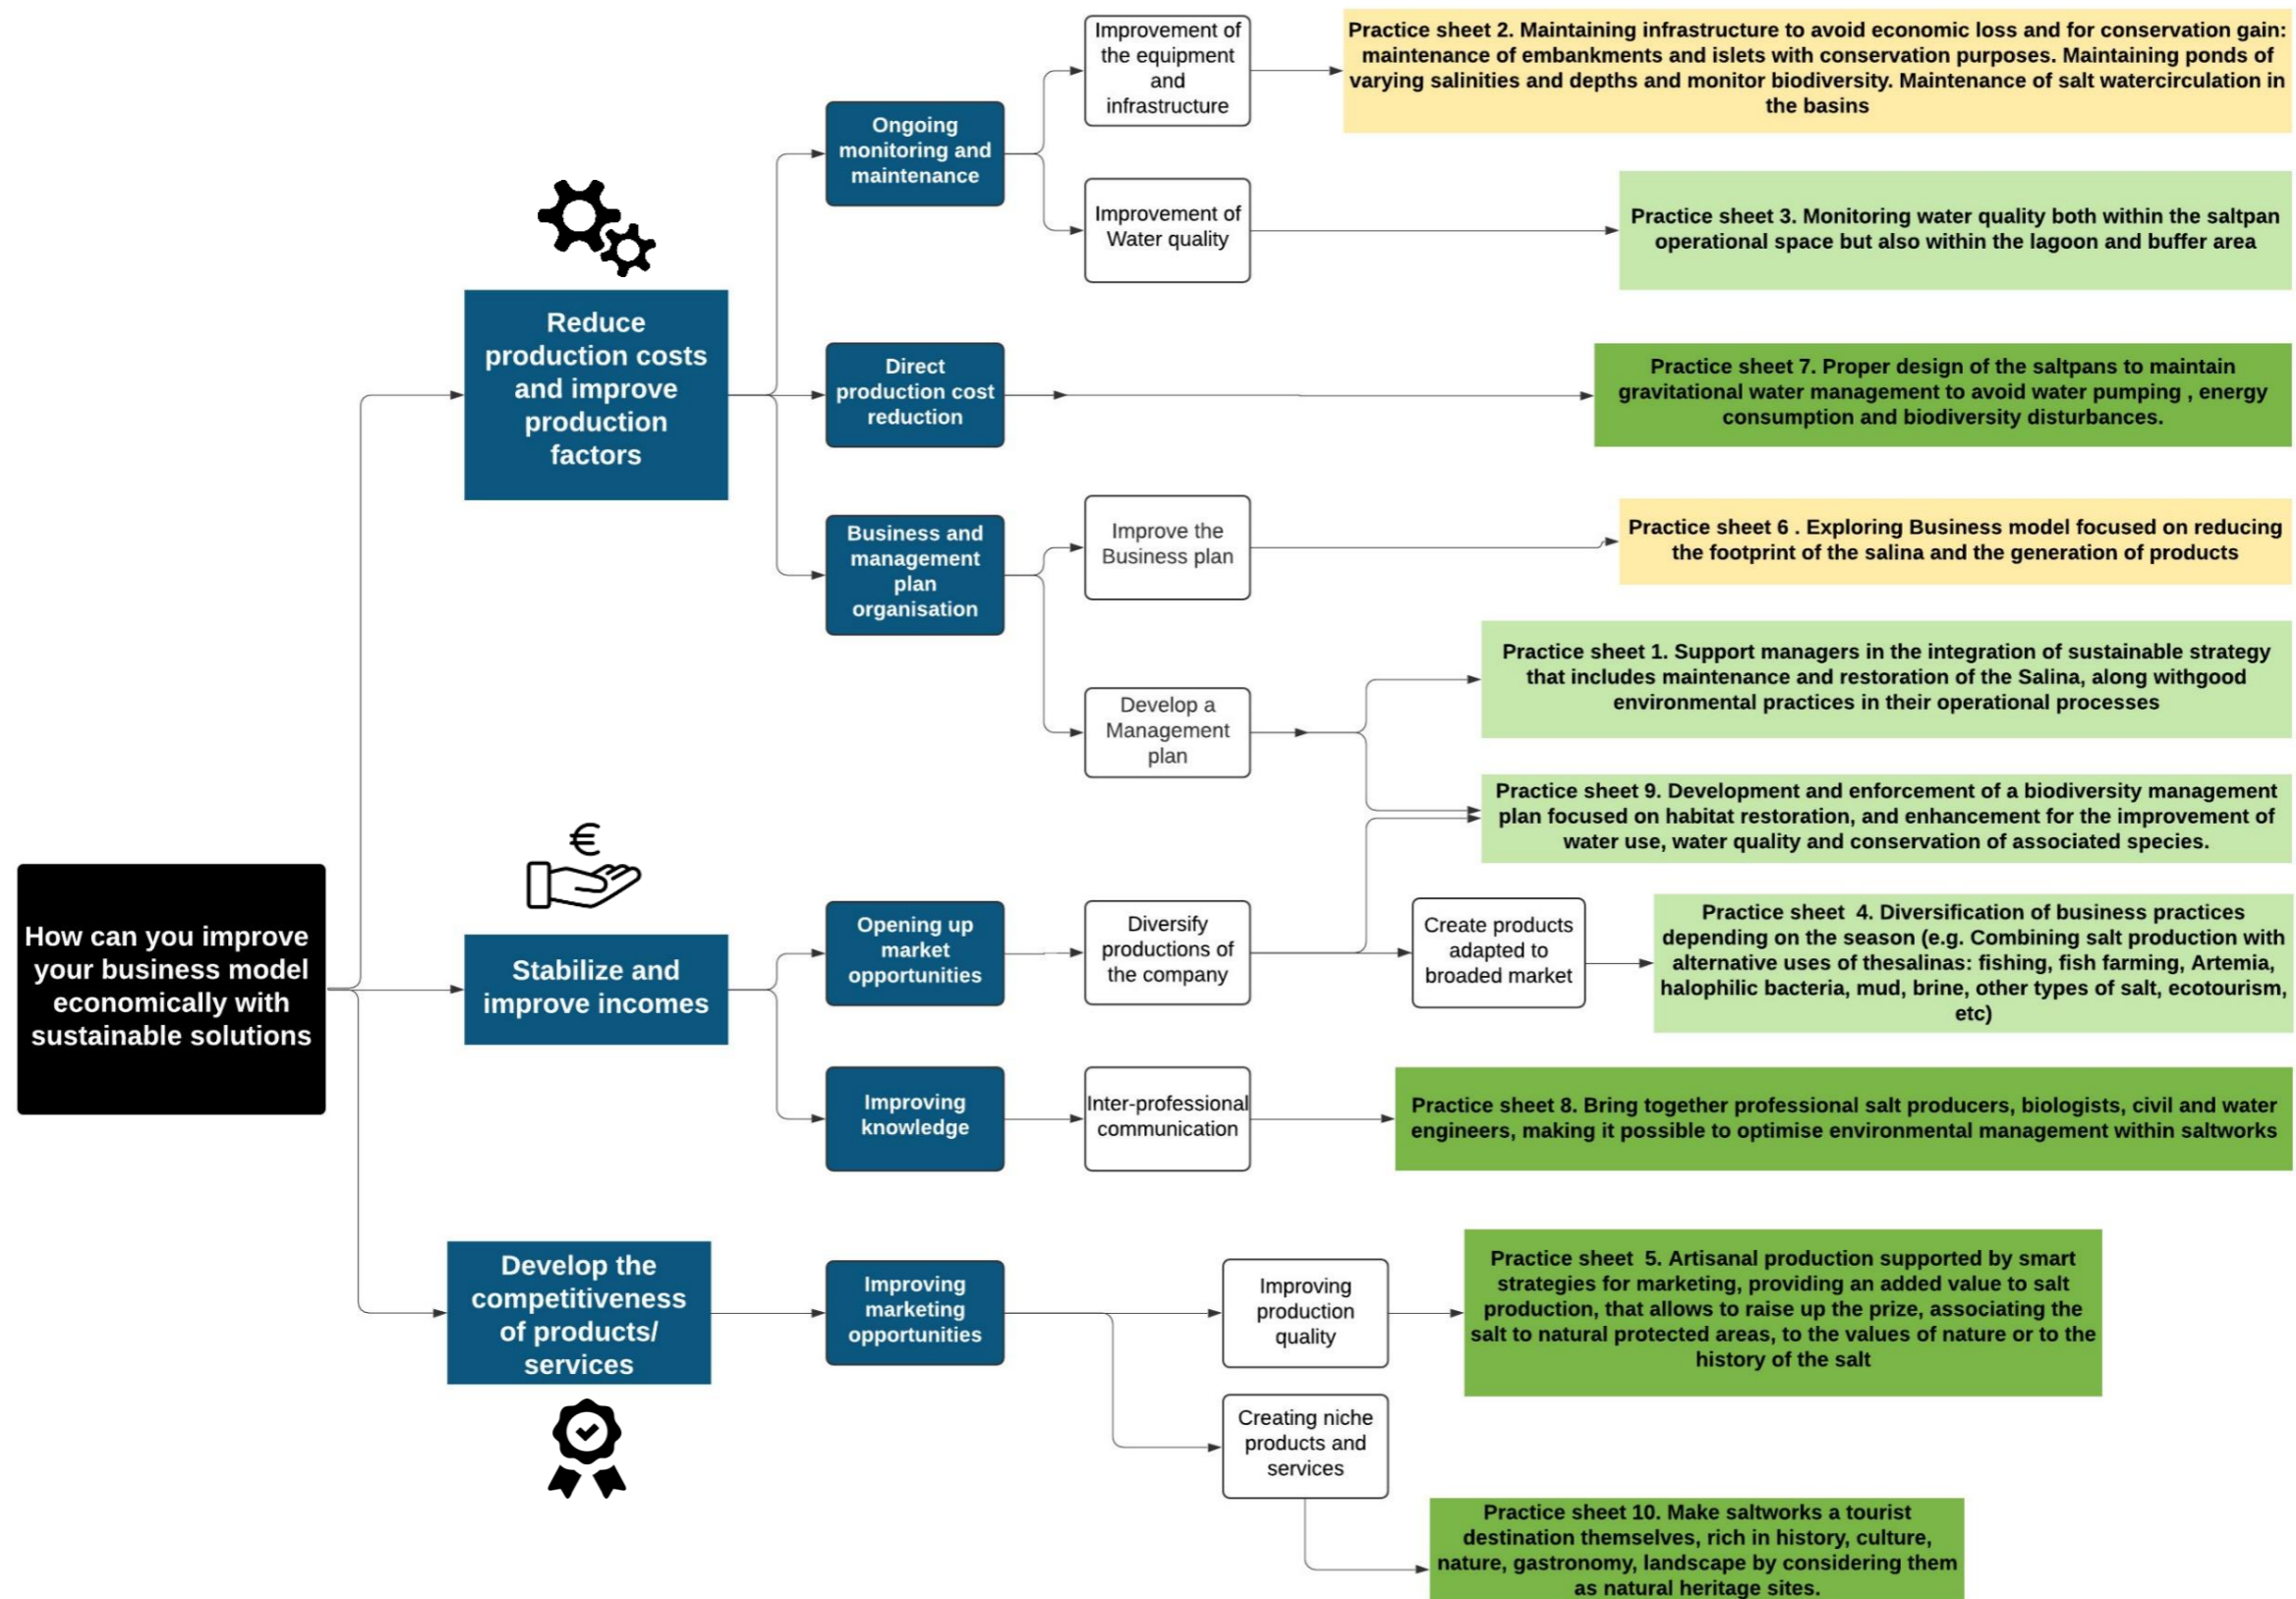 How can you improve
your business model
economically with
sustainable solutions
Reduce
production costs
and improve
production
factors
Ongoing
monitoring and
maintenance
Improvement of
the equipment
and
infrastructure
Practice sheet 2. Maintaining infrastructure to avoid economic loss and for conservation gain:
maintenance of embankments and islets with conservation purposes. Maintaining ponds of
varying salinities and depths and monitor biodiversity. Maintenance of salt watercirculation in
the basins
Improvement of
Water quality
Practice sheet 3. Monitoring water quality both within the saltpan
operational space but also within the lagoon and buffer area
Direct
production cost
reduction
Practice sheet 7. Proper design of the saltpans to maintain
gravitational water management to avoid water pumping , energy
consumption and biodiversity disturbances.
Business and
management
plan
organisation
Improve the
Business plan
Practice sheet 6 . Exploring Business model focused on reducing
the footprint of the salina and the generation of products
Develop a
Management
plan
Practice sheet 1. Support managers in the integration of sustainable strategy
that includes maintenance and restoration of the Salina, along withgood
environmental practices in their operational processes
Practice sheet 9. Development and enforcement of a biodiversity management
plan focused on habitat restoration, and enhancement for the improvement of
water use, water quality and conservation of associated species.
€
Stabilize and
improve incomes
Opening up
market
opportunities
Diversify
productions of
the company
Create products
adapted to
broaded market
Practice sheet 4. Diversification of business practices
depending on the season (e.g. Combining salt production with
alternative uses of thesalinas: fishing, fish farming, Artemia,
halophilic bacteria, mud, brine, other types of salt, ecotourism,
etc)
Improving
knowledge
Inter-professional
communication
Practice sheet 8. Bring together professional salt producers, biologists, civil and water
engineers, making it possible to optimise environmental management within saltworks
Develop the
competitiveness
of products/
services
Improving
marketing
opportunities
Improving
production
quality
Practice sheet 5. Artisanal production supported by smart
strategies for marketing, providing an added value to salt
production, that allows to raise up the prize, associating the
salt to natural protected areas, to the values of nature or to the
history of the salt
Creating niche
products and
services
Practice sheet 10. Make saltworks a tourist
destination themselves, rich in history, culture,
nature, gastronomy, landscape by considering them
as natural heritage sites.